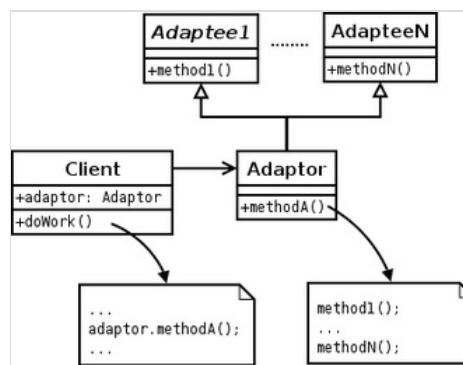 Adaptee1
+method1()
........
AdapteeN
+methodN()
Client
+adaptor: Adaptor
+doWork()
Adaptor
+methodA()
...
adaptor.methodA();
...
method1();
...
methodN();